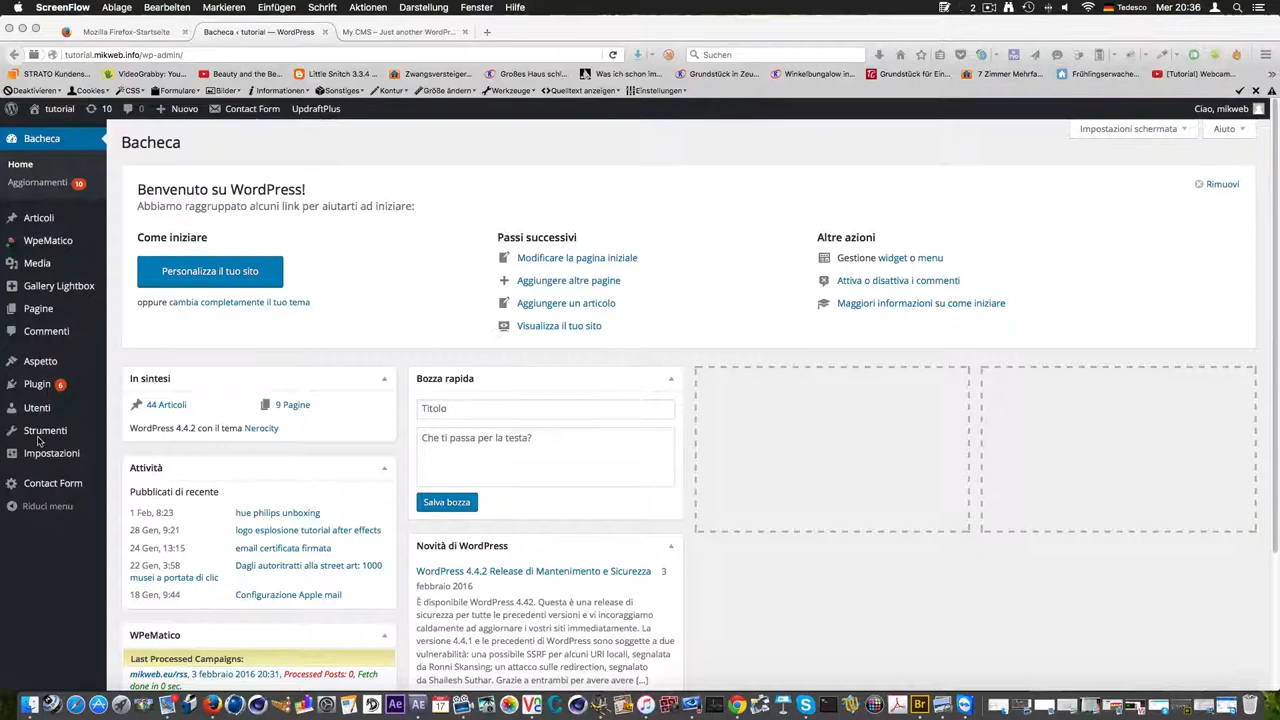 ScreenFlow Ablage Bearbeiten Markieren Einfügen Schrift Aktionen Darstellung Fenster Hilfe
2 Tedesco Mer 20:36
Mozilla Firefox-Startseite
Bacheca ‹ tutorial — WordPress
My CMS – Just another WordPr...
tutorial.mikweb.info/wp-admin/
Suchen
STRATO Kundens...
VideoGrabby: You...
Beauty and the Be...
Little Snitch 3.3.4 ...
Zwangsversteiger...
Großes Haus schl...
Was ich schon im...
Grundstück in Zeu...
Winkelbungalow in...
Grundstück für Ein...
7 Zimmer Mehrfa...
Frühlingserwache...
[Tutorial] Webcam...
Deaktivieren
Cookies
CSS
Formulare
Bilder
Informationen
Sonstiges
Kontur
Größe ändern
Werkzeuge
Quelltext anzeigen
Einstellungen
tutorial 10 0 Nuovo Contact Form UpdraftPlus
Ciao, mikweb
Bacheca
Home
Aggiornamenti 10
Articoli
WpeMatico
Media
Gallery Lightbox
Pagine
Commenti
Aspetto
Plugin 6
Utenti
Strumenti
Impostazioni
Contact Form
Riduci menu
Impostazioni schermata
Aiuto
Bacheca
Benvenuto su WordPress!
Rimuovi
Abbiamo raggruppato alcuni link per aiutarti ad iniziare:
Come iniziare
Personalizza il tuo sito
oppure cambia completamente il tuo tema
Passi successivi
Modificare la pagina iniziale
Aggiungere altre pagine
Aggiungere un articolo
Visualizza il tuo sito
Altre azioni
Gestione widget o menu
Attiva o disattiva i commenti
Maggiori informazioni su come iniziare
In sintesi
44 Articoli
9 Pagine
WordPress 4.4.2 con il tema Nerocity
Attività
Pubblicati di recente
1 Feb, 8:23 hue philips unboxing
28 Gen, 9:21 logo esplosione tutorial after effects
24 Gen, 13:15 email certificata firmata
22 Gen, 3:58 Dagli autoritratti alla street art: 1000
musei a portata di clic
18 Gen, 9:44 Configurazione Apple mail
WPeMatico
Last Processed Campaigns:
mikweb.eu/rss, 3 febbraio 2016 20:31, Processed Posts: 0, Fetch
done in 0 sec.
Bozza rapida
Titolo
Che ti passa per la testa?
Salva bozza
Novità di WordPress
WordPress 4.4.2 Release di Mantenimento e Sicurezza 3
febbraio 2016
È disponibile WordPress 4.42. Questa è una release di
sicurezza per tutte le precedenti versioni e vi incoraggiamo
caldamente ad aggiornare i vostri siti immediatamente. La
versione 4.4.1 e le precedenti di WordPress sono soggette a due
vulnerabilità: una possibile SSRF per alcuni URI locali, segnalata
da Ronni Skansing; un attacco sulle redirection, segnalato
da Shailesh Suthar. Grazie a entrambi per avere avere [...]